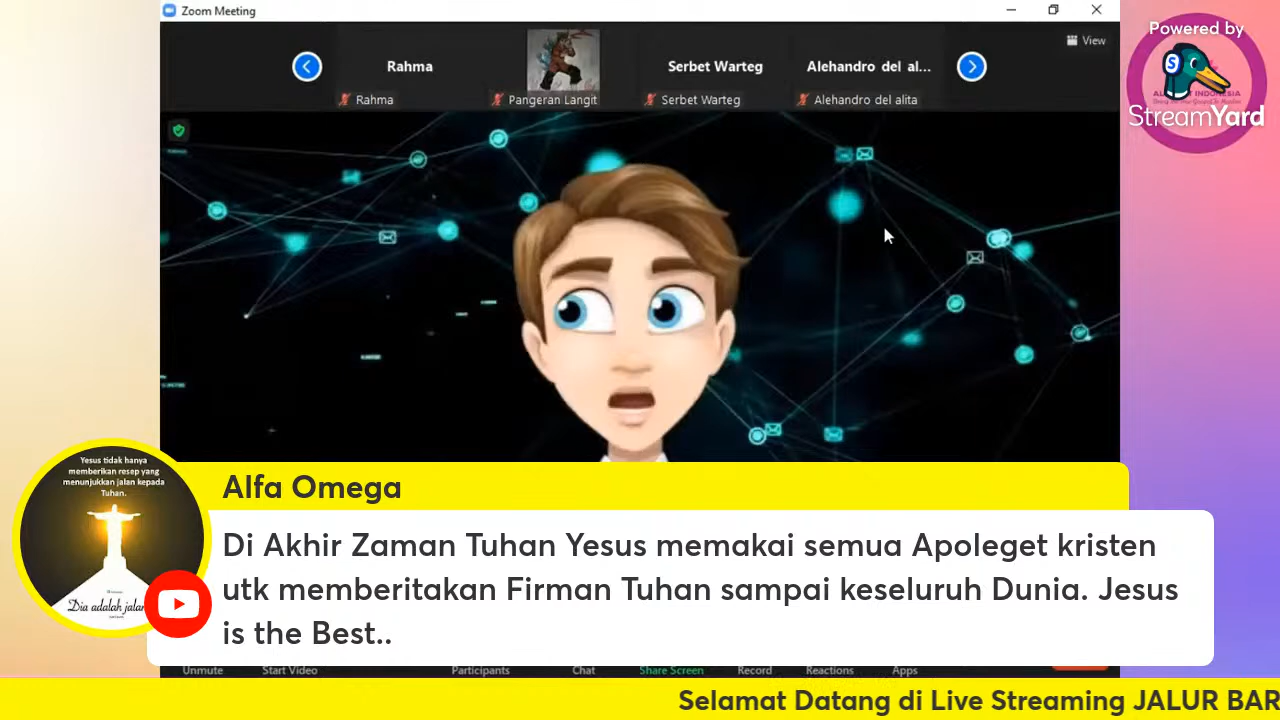 Zoom Meeting
View
Powered by
StreamYard
Rahma
Serbet Warteg
Alehandro del al...
Rahma
Pangeran Langit
Serbet Warteg
Alehandro del alita
Yesus tidak hanya
memberikan resep yang
menunjukkan jalan kepada
Tuhan.
Dia adalah jalan
Alfa Omega
Di Akhir Zaman Tuhan Yesus memakai semua Apoleget kristen
utk memberitakan Firman Tuhan sampai keseluruh Dunia. Jesus
is the Best..
Unmute
Start Video
Participants
Chat
Share Screen
Record
Reactions
Apps
Selamat Datang di Live Streaming JALUR BAR